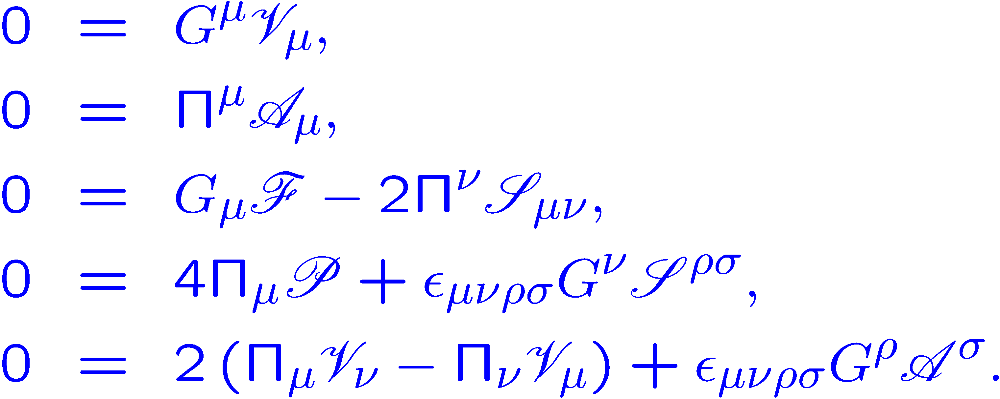 0 = G^μ 𝒱_μ,
0 = Π^μ 𝒜_μ,
0 = G_μ ℱ − 2Π^ν 𝒮_μν,
0 = 4Π_μ 𝒫 + ϵ_μνρσ G^ν 𝒮^ρσ,
0 = 2 (Π_μ 𝒱_ν − Π_ν 𝒱_μ) + ϵ_μνρσ G^ρ 𝒜^σ.